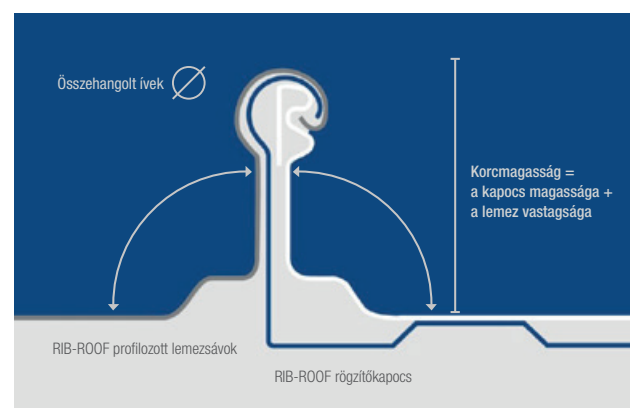 Összehangolt ívek
Korcmagasság =
a kapocs magassága +
a lemez vastagsága
RIB-ROOF profilozott lemezsávok
RIB-ROOF rögzítőkapocs